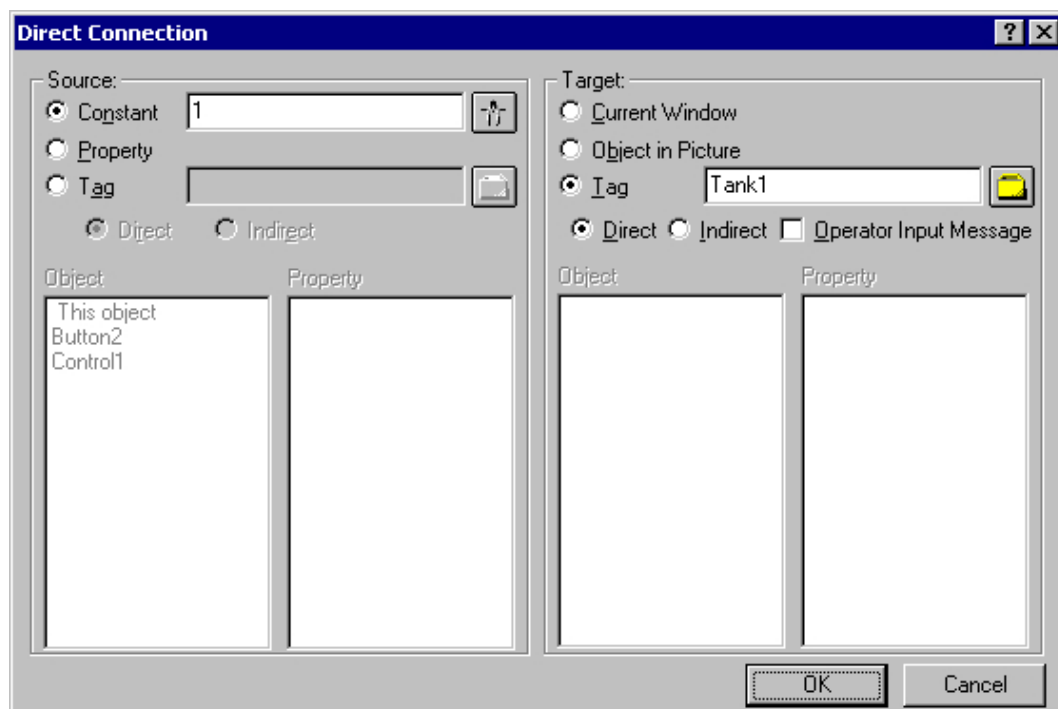 Direct Connection
Source:
Constant 1
Property
Tag
Direct Indirect
Object Property
This object
Button2
Control1
Target:
Current Window
Object in Picture
Tag Tank1
Direct Indirect Operator Input Message
Object Property
OK Cancel